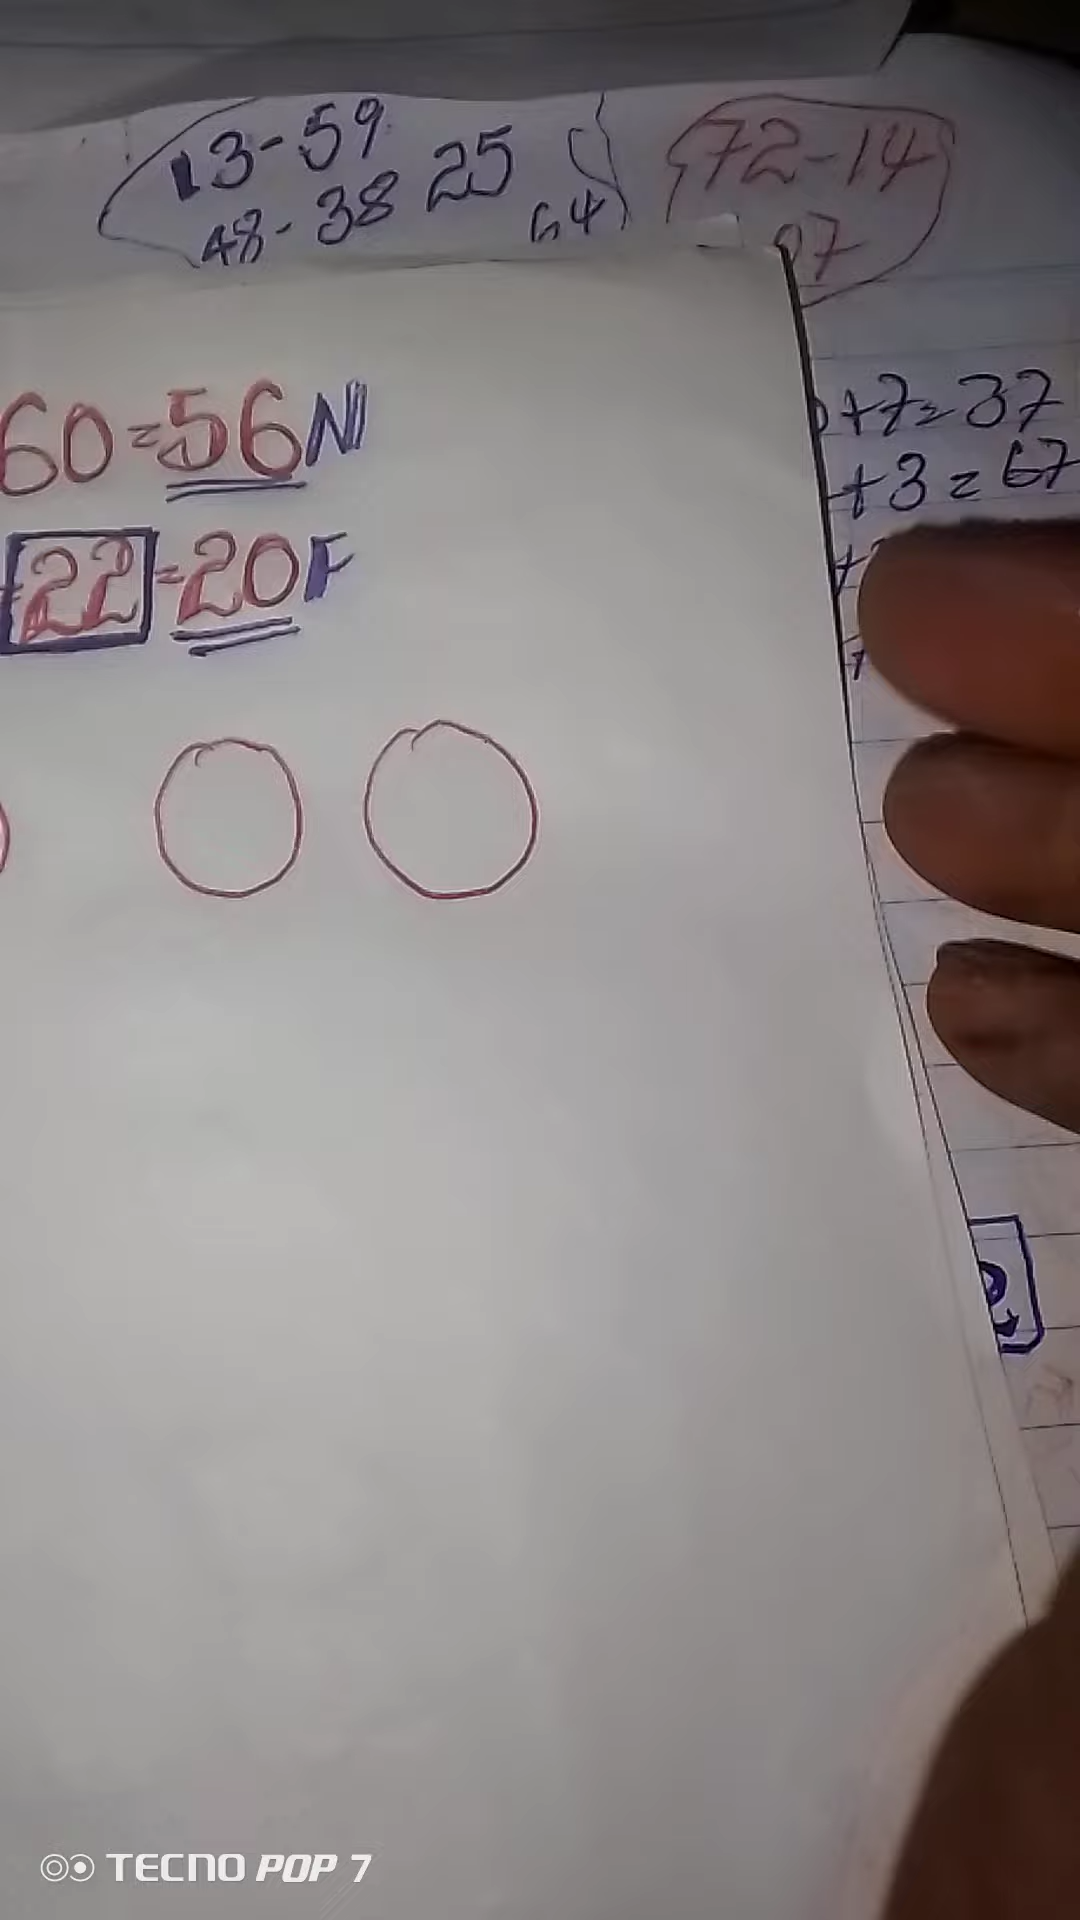 13-59
48-38 25
64
72-14
07
+7=37
+3=67
60=56N
22=20F
TECNO POP 7